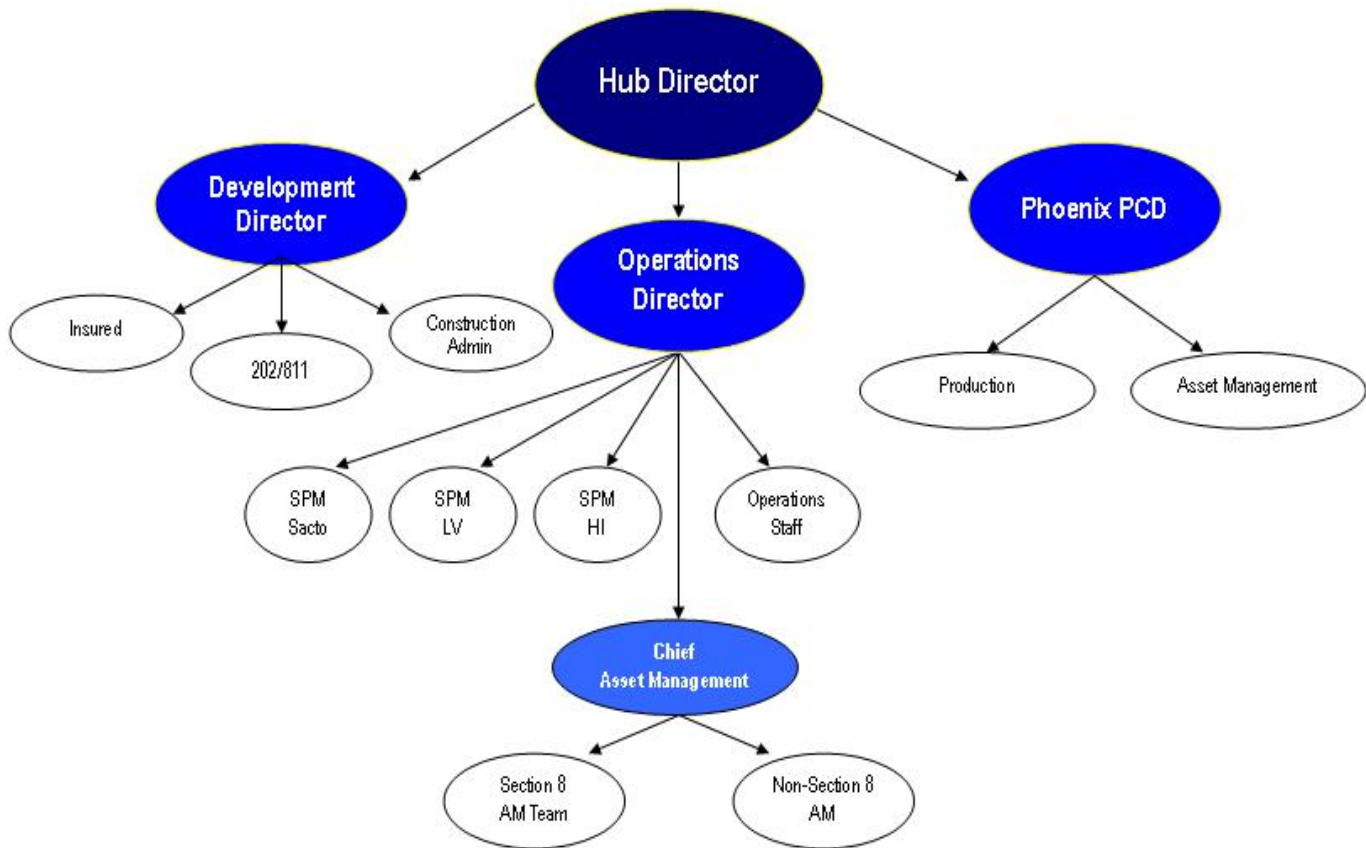 Hub Director
Development
Director
Phoenix PCD
Operations
Director
Insured
202/811
Construction
Admin
Production
Asset Management
SPM
Sacto
SPM
LV
SPM
HI
Operations
Staff
Chief
Asset Management
Section 8
AM Team
Non-Section 8
AM